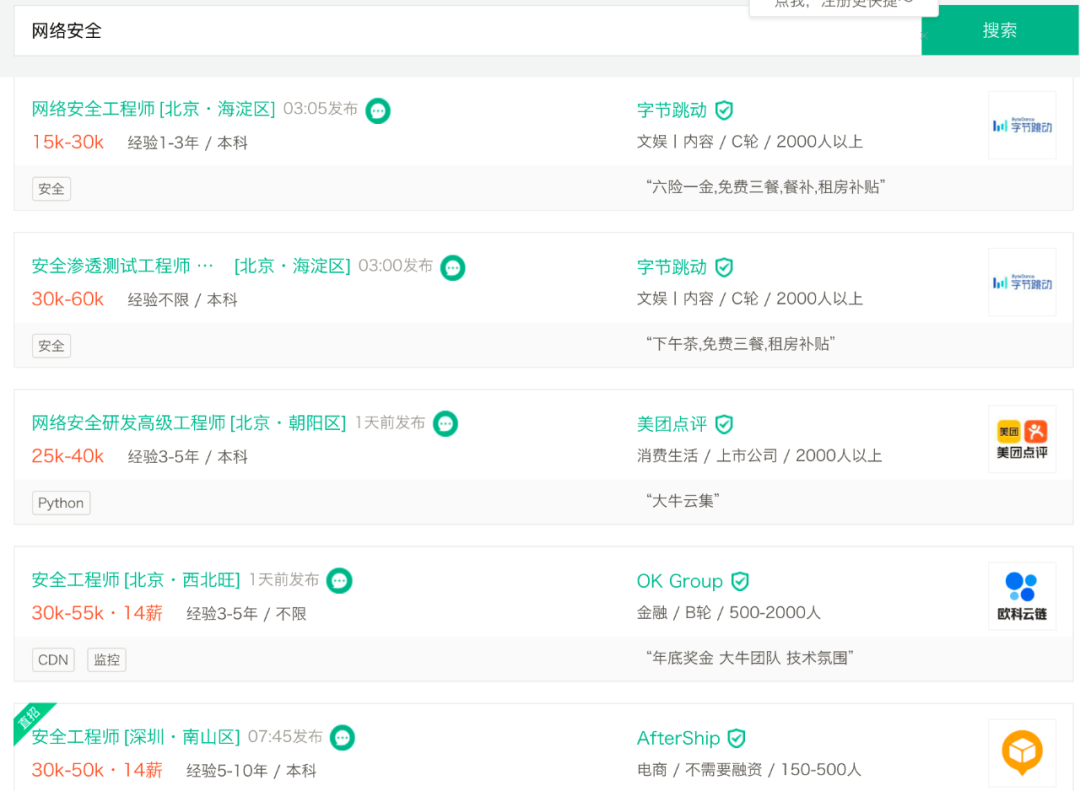 点我，注册更快捷～
网络安全
搜索
网络安全工程师 [北京·海淀区] 03:05发布
字节跳动
15k-30k 经验1-3年 / 本科
文娱丨内容 / C轮 / 2000人以上
ByteDance
字节跳动
安全
“六险一金,免费三餐,餐补,租房补贴”
安全渗透测试工程师 … [北京·海淀区] 03:00发布
字节跳动
30k-60k 经验不限 / 本科
文娱丨内容 / C轮 / 2000人以上
ByteDance
字节跳动
安全
“下午茶,免费三餐,租房补贴”
网络安全研发高级工程师 [北京·朝阳区] 1天前发布
美团点评
25k-40k 经验3-5年 / 本科
消费生活 / 上市公司 / 2000人以上
美团
美团点评
Python
“大牛云集”
安全工程师 [北京·西北旺] 1天前发布
OK Group
30k-55k·14薪 经验3-5年 / 不限
金融 / B轮 / 500-2000人
欧科云链
CDN 监控
“年底奖金 大牛团队 技术氛围”
直招
安全工程师 [深圳·南山区] 07:45发布
AfterShip
30k-50k·14薪 经验5-10年 / 本科
电商 / 不需要融资 / 150-500人